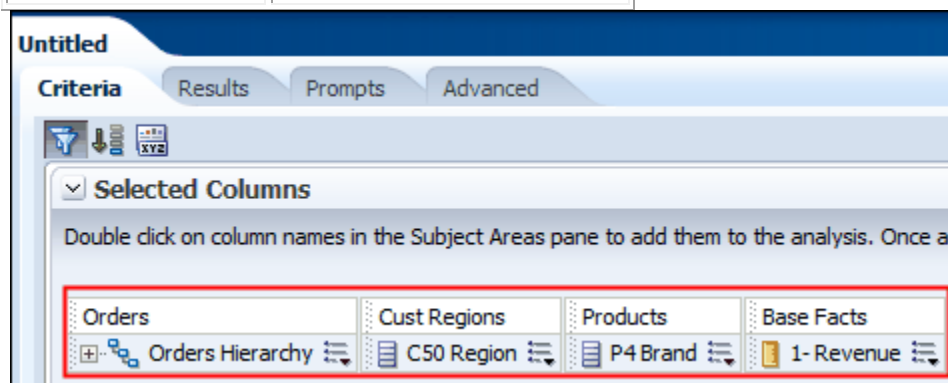 Untitled
Criteria Results Prompts Advanced
XYZ
Selected Columns
Double click on column names in the Subject Areas pane to add them to the analysis. Once a
Orders Cust Regions Products Base Facts
Orders Hierarchy C50 Region P4 Brand 1- Revenue